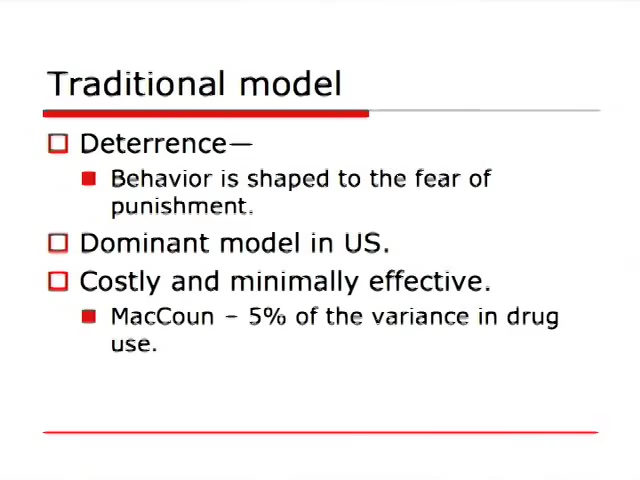 Traditional model
Deterrence—
Behavior is shaped to the fear of
punishment.
Dominant model in US.
Costly and minimally effective.
MacCoun – 5% of the variance in drug
use.